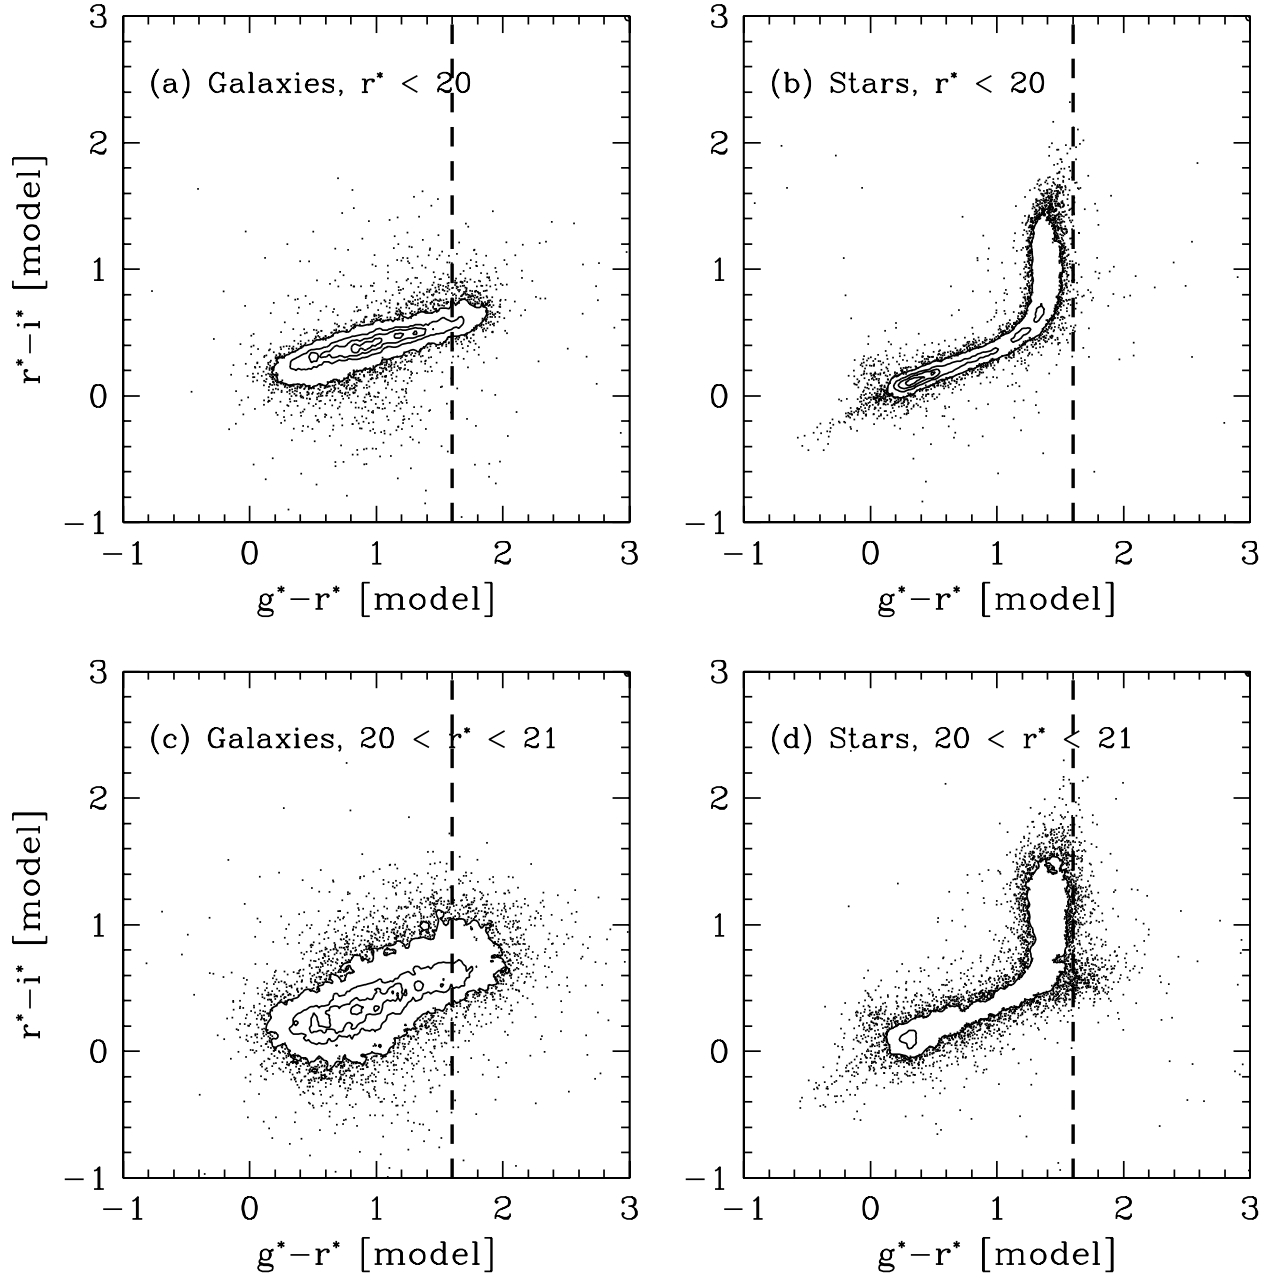 3
(a) Galaxies, r* < 20
2
1
0
−1
r*−i* [model]
−1 0 1 2 3
g*−r* [model]
3
(b) Stars, r* < 20
2
1
0
−1
−1 0 1 2 3
g*−r* [model]
3
(c) Galaxies, 20 < r* < 21
2
1
0
−1
r*−i* [model]
−1 0 1 2 3
g*−r* [model]
3
(d) Stars, 20 < r* < 21
2
1
0
−1
−1 0 1 2 3
g*−r* [model]